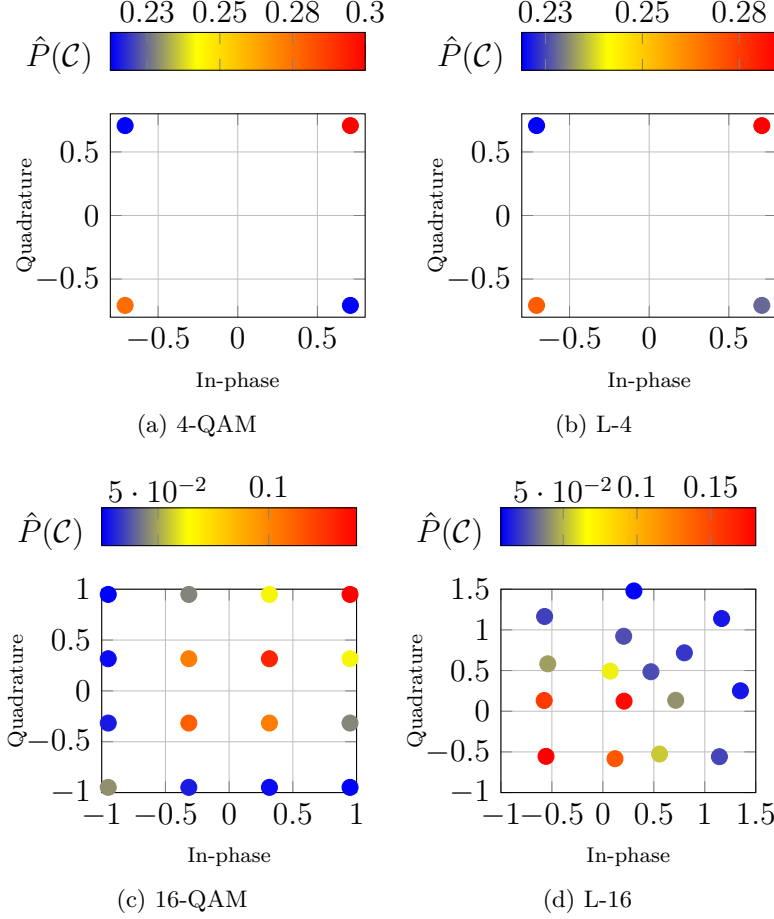 0.23 0.25 0.28 0.3
P̂(𝒞)
0.5
0
−0.5
Quadrature
−0.5 0 0.5
In-phase
(a) 4-QAM
0.23 0.25 0.28
P̂(𝒞)
0.5
0
−0.5
Quadrature
−0.5 0 0.5
In-phase
(b) L-4
5 · 10⁻² 0.1
P̂(𝒞)
1
0.5
0
−0.5
−1
Quadrature
−1 −0.5 0 0.5 1
In-phase
(c) 16-QAM
5 · 10⁻² 0.1 0.15
P̂(𝒞)
1.5
1
0.5
0
−0.5
−1
Quadrature
−1 −0.5 0 0.5 1 1.5
In-phase
(d) L-16